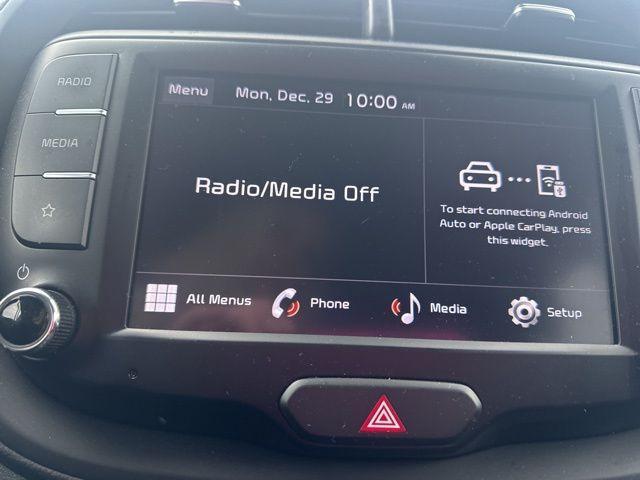 RADIO
MEDIA
Menu
Mon, Dec, 29 10:00 AM
Radio/Media Off
To start connecting Android
Auto or Apple CarPlay, press
this widget.
All Menus
Phone
Media
Setup